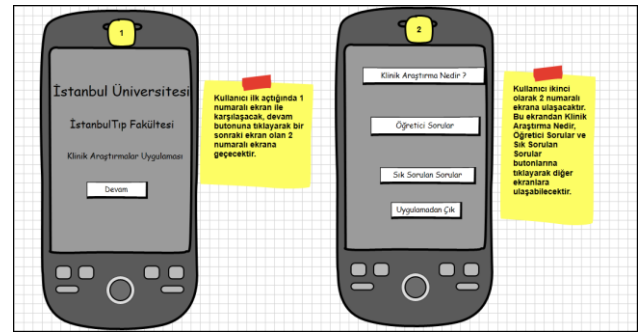 1
İstanbul Üniversitesi
İstanbulTıp Fakültesi
Klinik Araştırmalar Uygulaması
Devam
Kullanıcı ilk açtığında 1
numaralı ekran ile
karşılaşacak, devam
butonuna tıklayarak bir
sonraki ekran olan 2
numaralı ekrana
geçecektir.
2
Klinik Araştırma Nedir ?
Öğretici Sorular
Sık Sorulan Sorular
Uygulamadan Çık
Kullanıcı ikinci
olarak 2 numaralı
ekrana ulaşacaktır.
Bu ekrandan Klinik
Araştırma Nedir,
Öğretici Sorular ve
Sık Sorulan
Sorular
butonlarına
tıklayarak diğer
ekranlara
ulaşabilecektir.